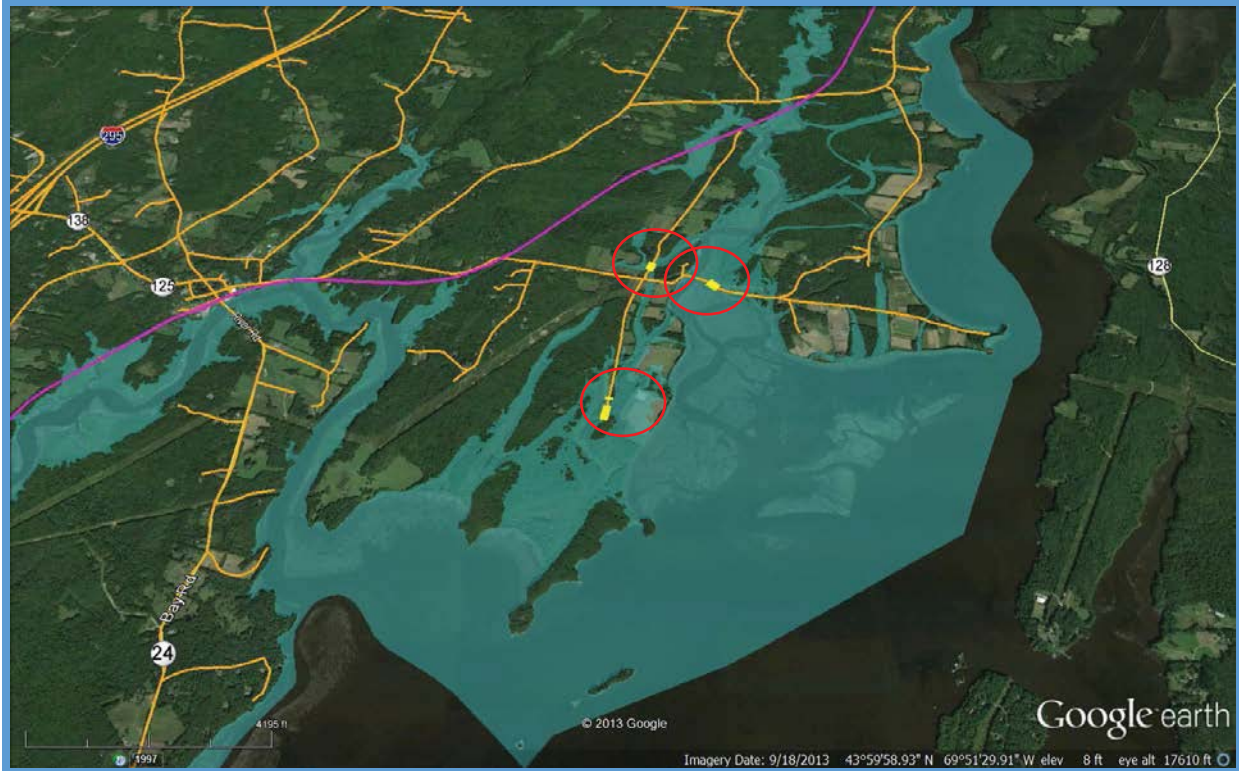 295
138
125
128
Bay Rd
24
4195 ft
1997
© 2013 Google
Google earth
Imagery Date: 9/18/2013 43°59'58.93" N 69°51'29.91" W elev 8 ft eye alt 17610 ft